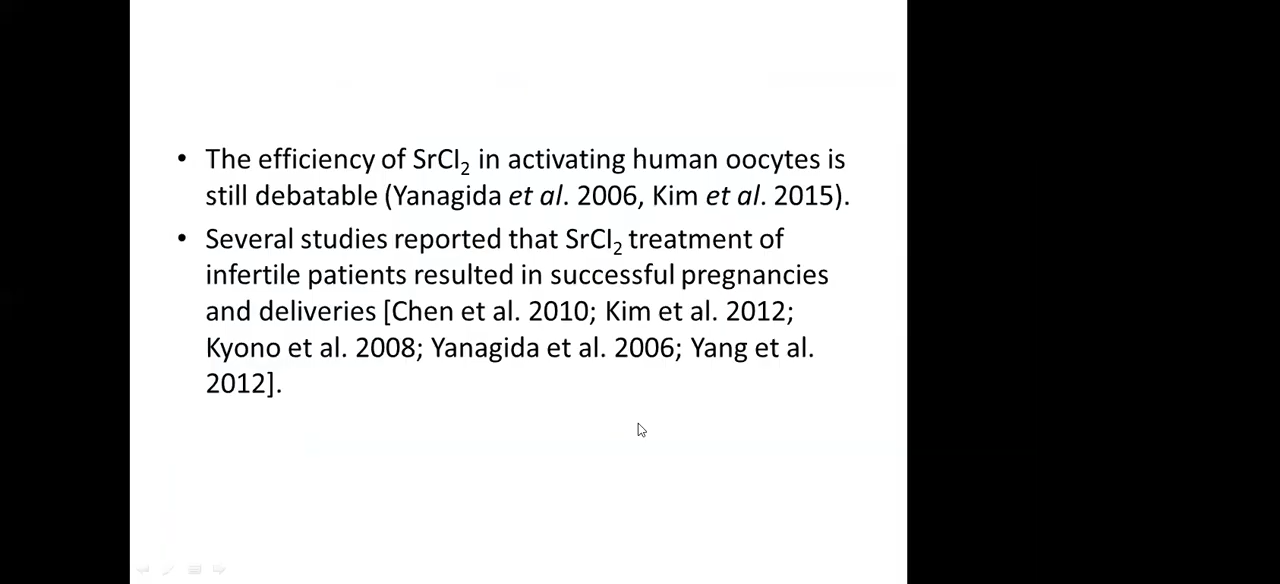 • The efficiency of SrCl₂ in activating human oocytes is
still debatable (Yanagida et al. 2006, Kim et al. 2015).
• Several studies reported that SrCl₂ treatment of
infertile patients resulted in successful pregnancies
and deliveries [Chen et al. 2010; Kim et al. 2012;
Kyono et al. 2008; Yanagida et al. 2006; Yang et al.
2012].